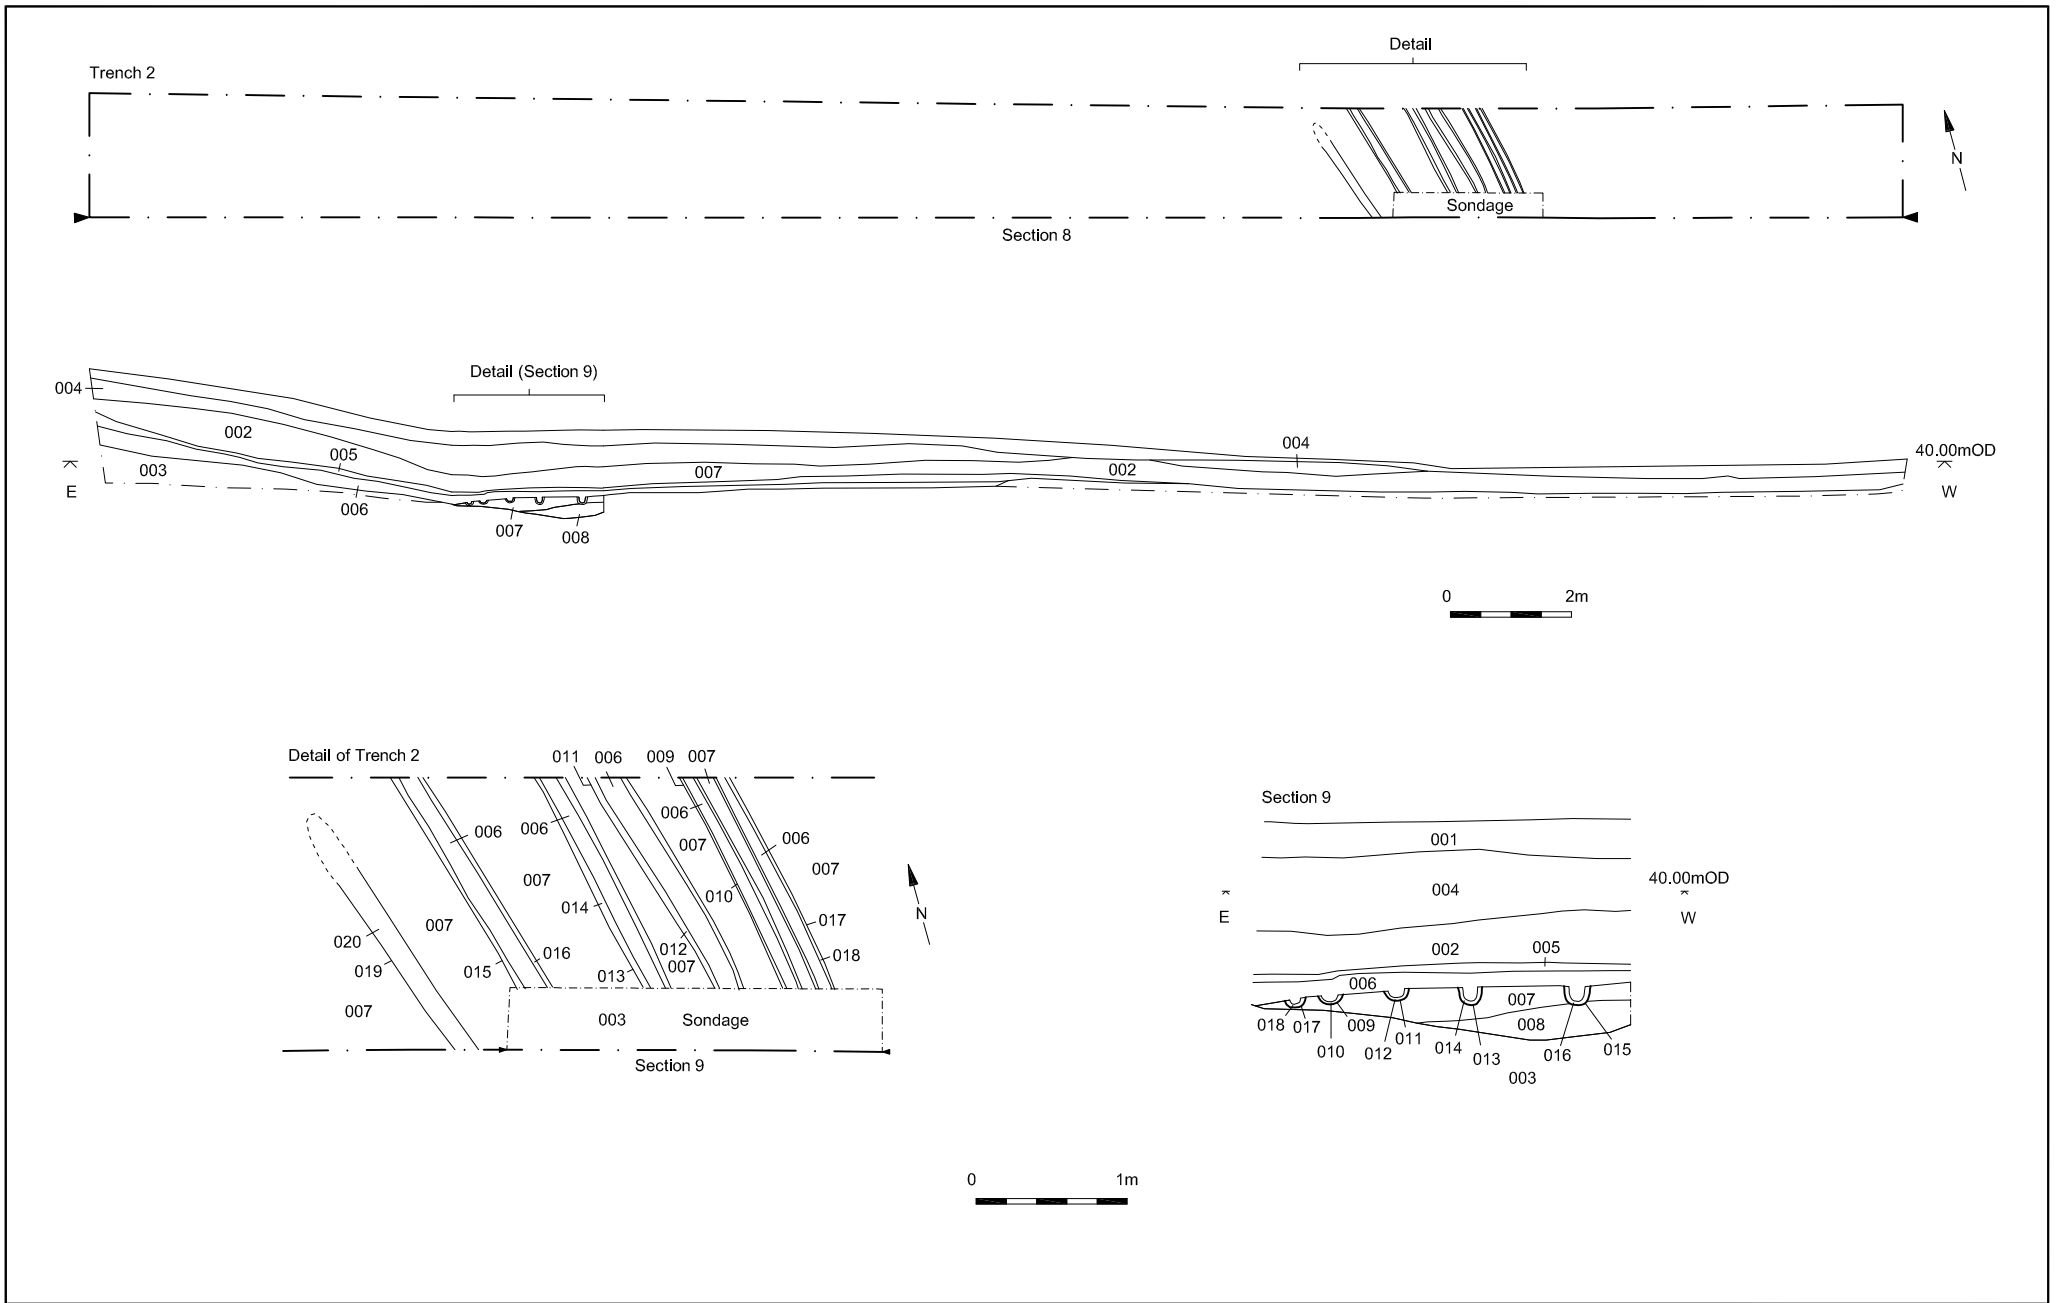 Detail
Trench 2
N
Sondage
Section 8
Detail (Section 9)
004
002
004
40.00mOD
005
003
007
002
E
W
006
007
008
0 2m
Detail of Trench 2
011 006 009 007
Section 9
006
006
006
006
001
007
007
007
40.00mOD
004
010
014
N
E
W
017
007
020
012
002
005
016
018
019
015
013
007
006
007
007
003
Sondage
008
018
017
009
011
Section 9
010
012
014
013
016
015
003
0 1m